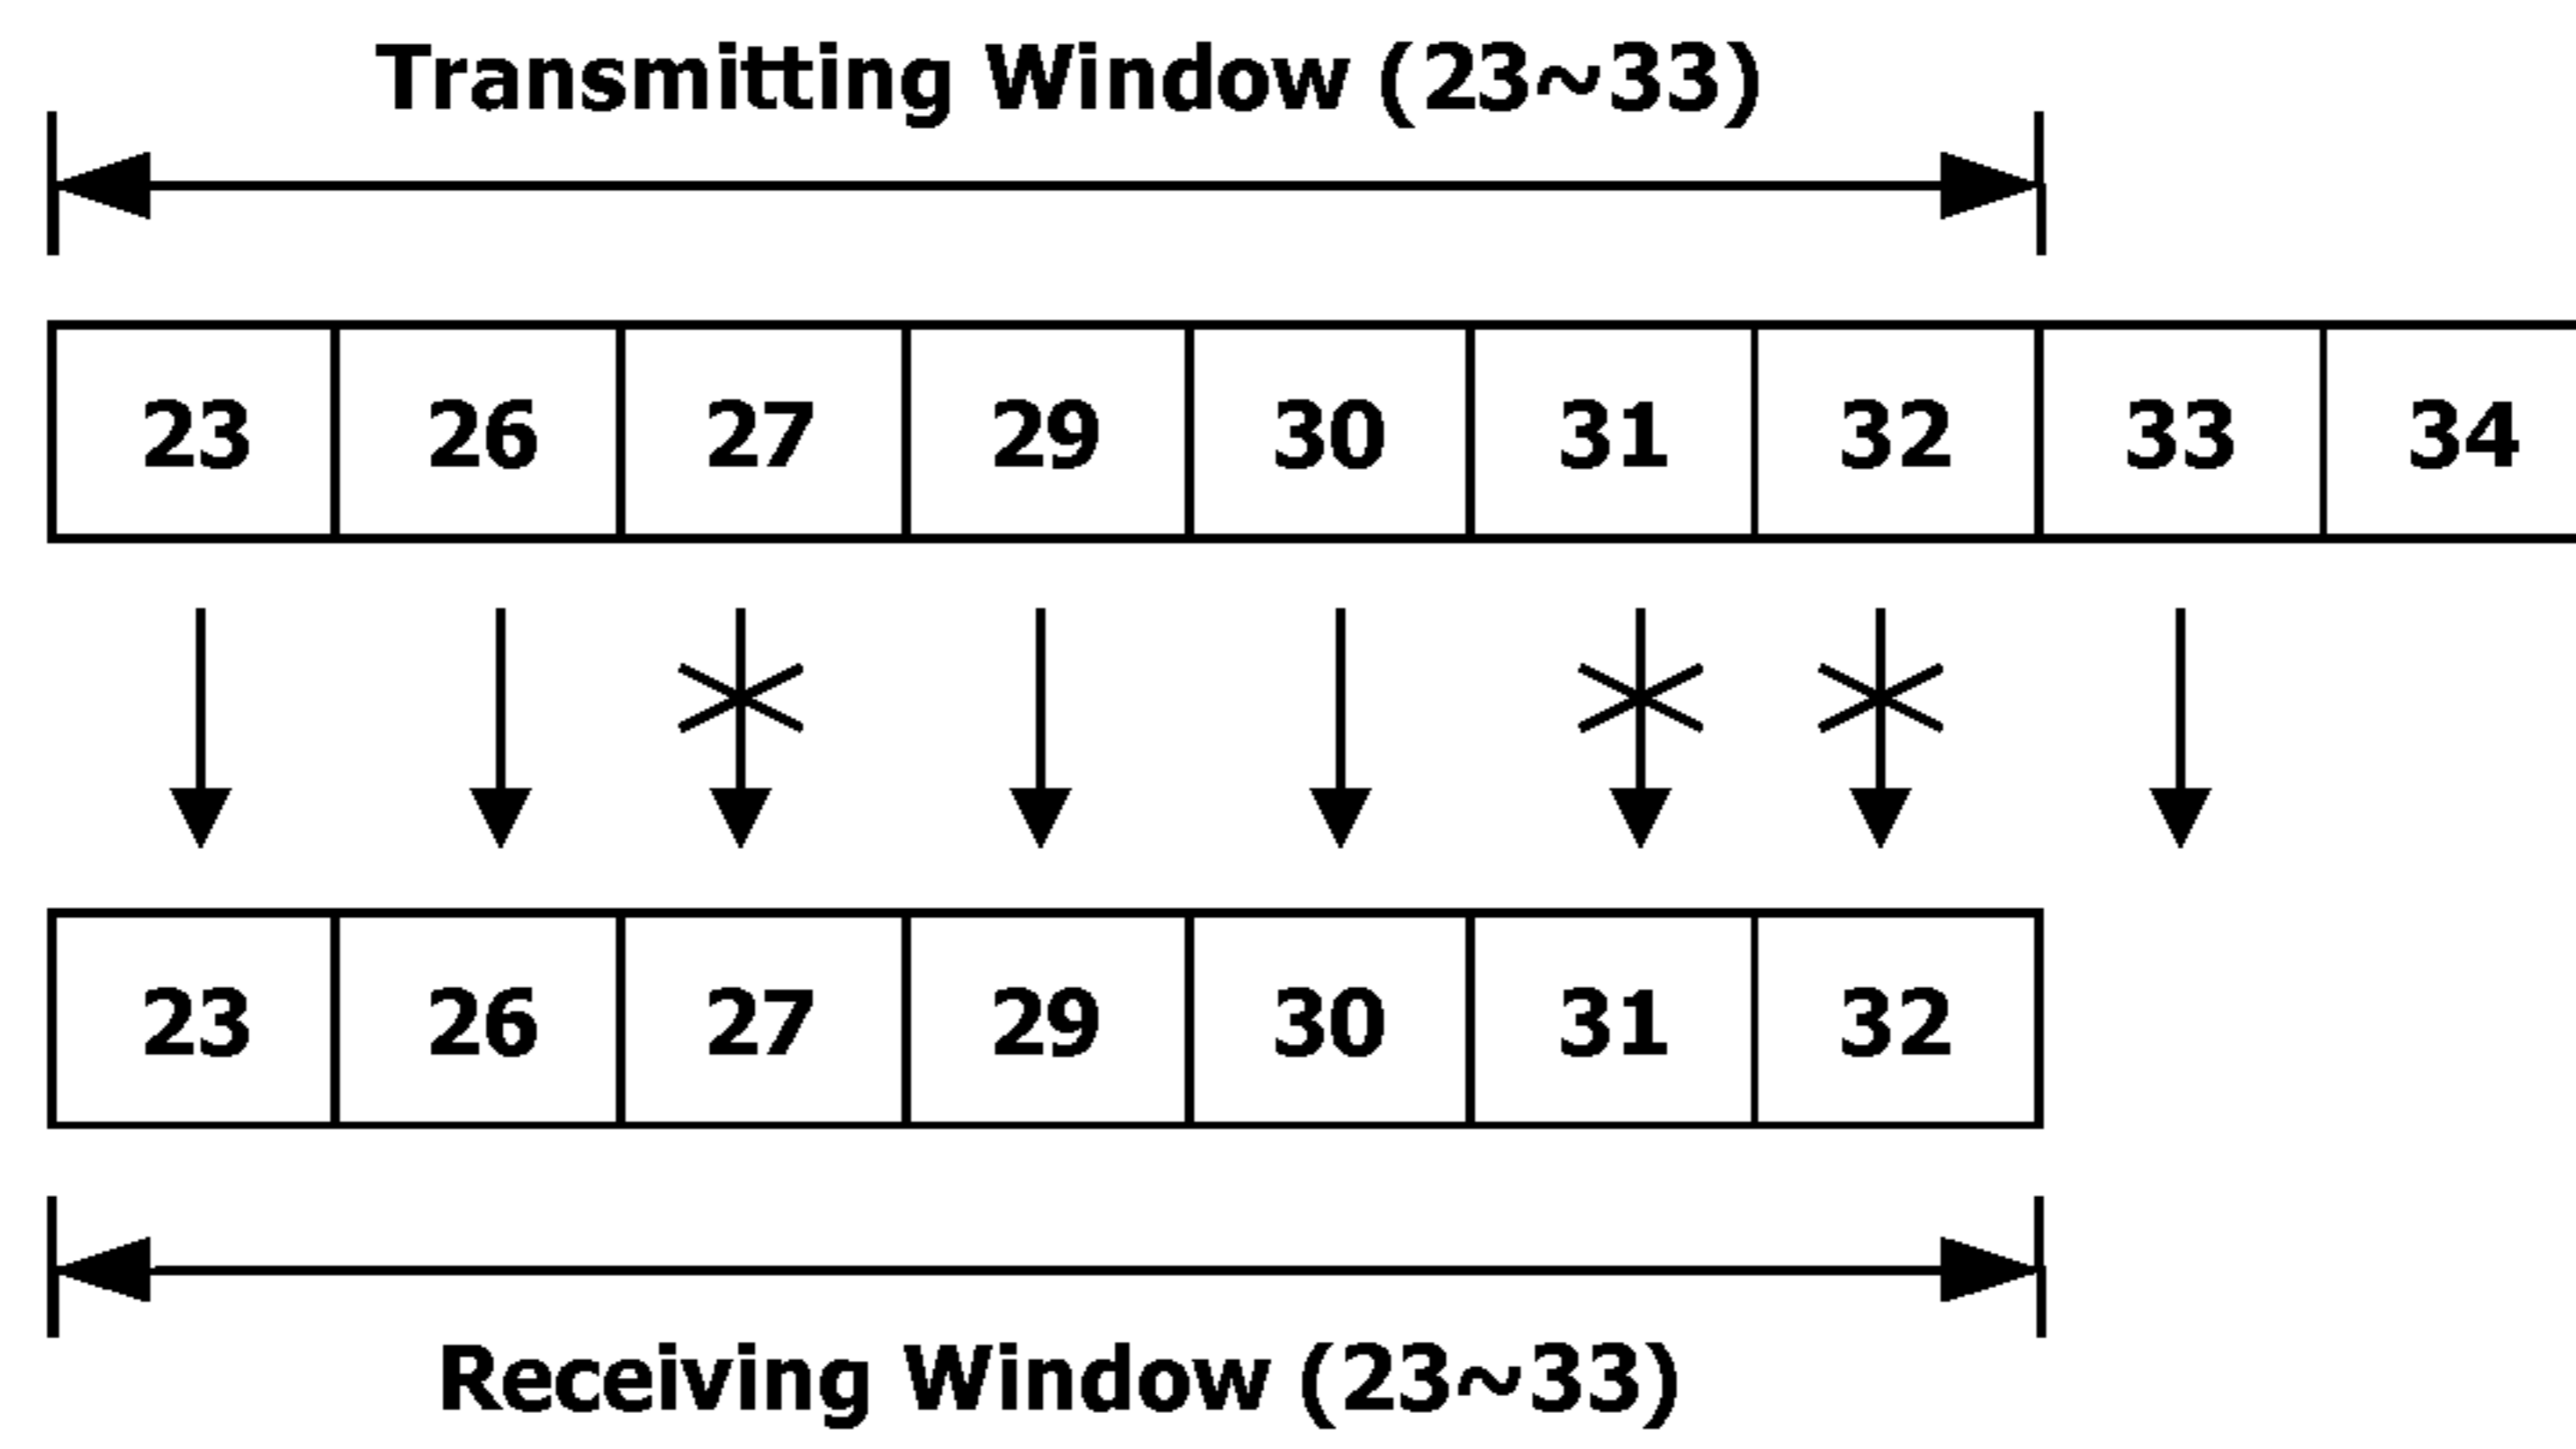 Transmitting Window (23~33)
23 26 27 29 30 31 32 33 34
23 26 27 29 30 31 32
Receiving Window (23~33)